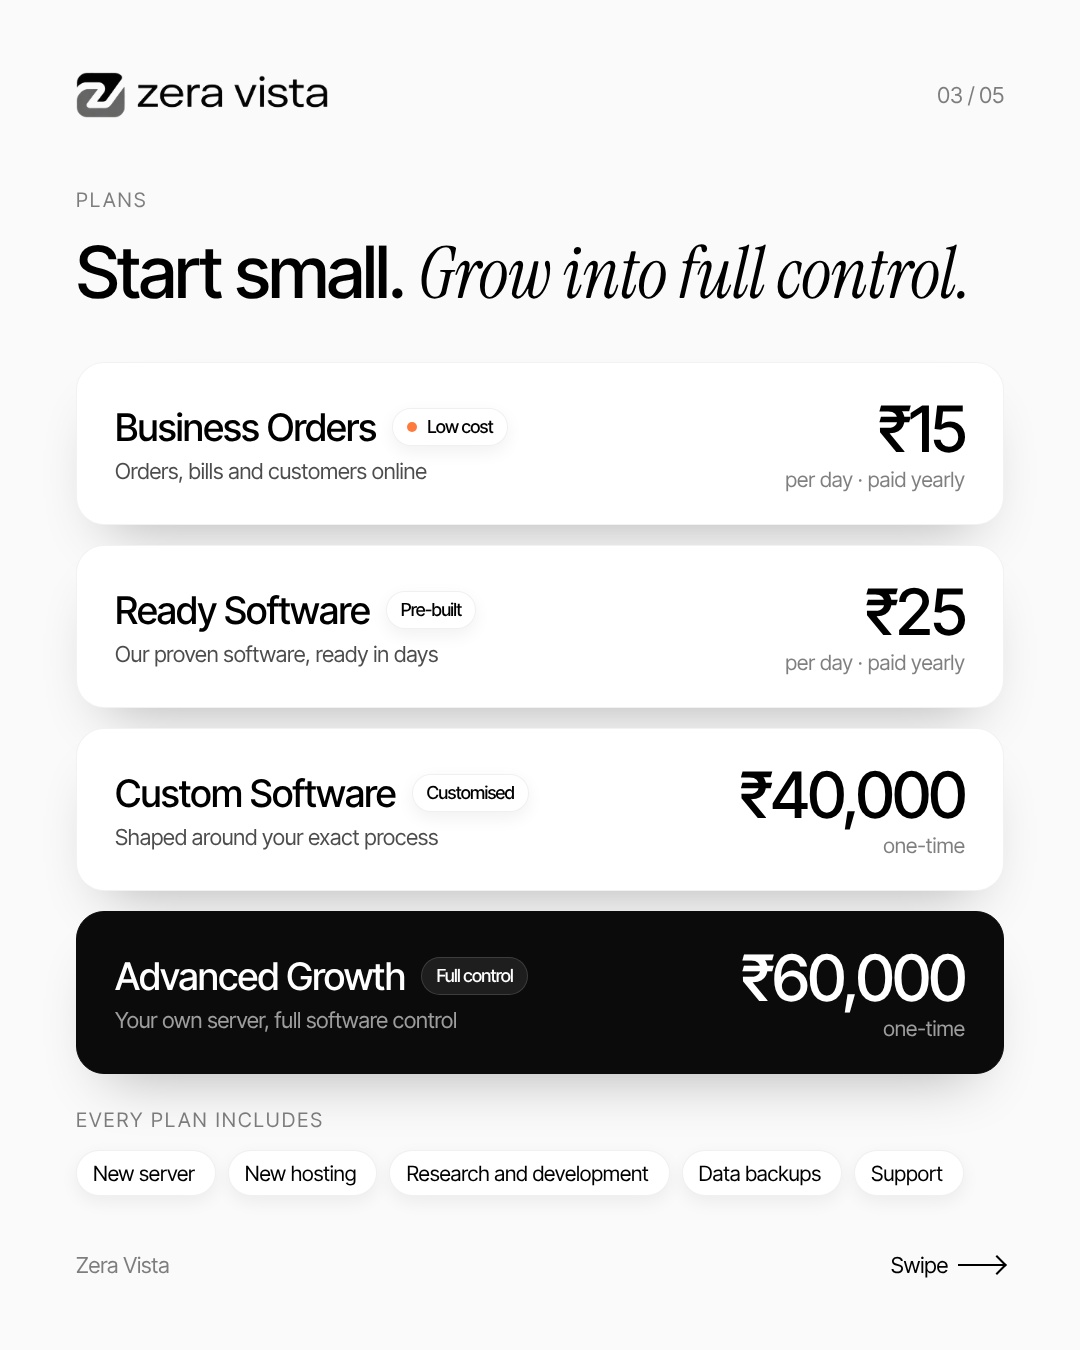 zera vista
03 / 05
PLANS
Start small. Grow into full control.
Business Orders
Low cost
Orders, bills and customers online
₹15
per day · paid yearly
Ready Software
Pre-built
Our proven software, ready in days
₹25
per day · paid yearly
Custom Software
Customised
Shaped around your exact process
₹40,000
one-time
Advanced Growth
Full control
Your own server, full software control
₹60,000
one-time
EVERY PLAN INCLUDES
New server
New hosting
Research and development
Data backups
Support
Zera Vista
Swipe